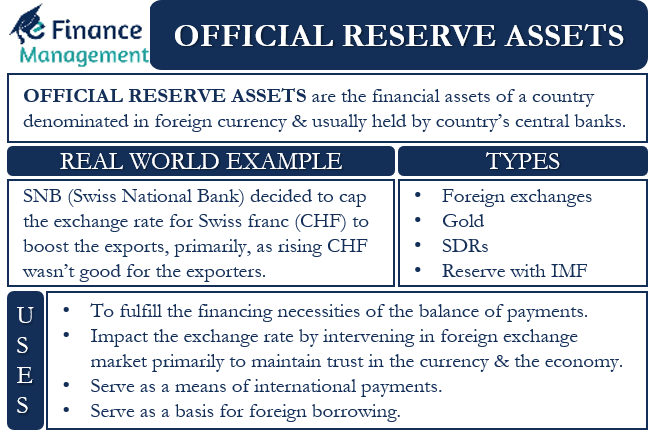 Finance
Management
OFFICIAL RESERVE ASSETS
OFFICIAL RESERVE ASSETS are the financial assets of a country
denominated in foreign currency & usually held by country's central banks.
REAL WORLD EXAMPLE
SNB (Swiss National Bank) decided to cap
the exchange rate for Swiss franc (CHF) to
boost the exports, primarily, as rising CHF
wasn't good for the exporters.
TYPES
• Foreign exchanges
• Gold
• SDRs
• Reserve with IMF
USES
• To fulfill the financing necessities of the balance of payments.
• Impact the exchange rate by intervening in foreign exchange
market primarily to maintain trust in the currency & the economy.
• Serve as a means of international payments.
• Serve as a basis for foreign borrowing.